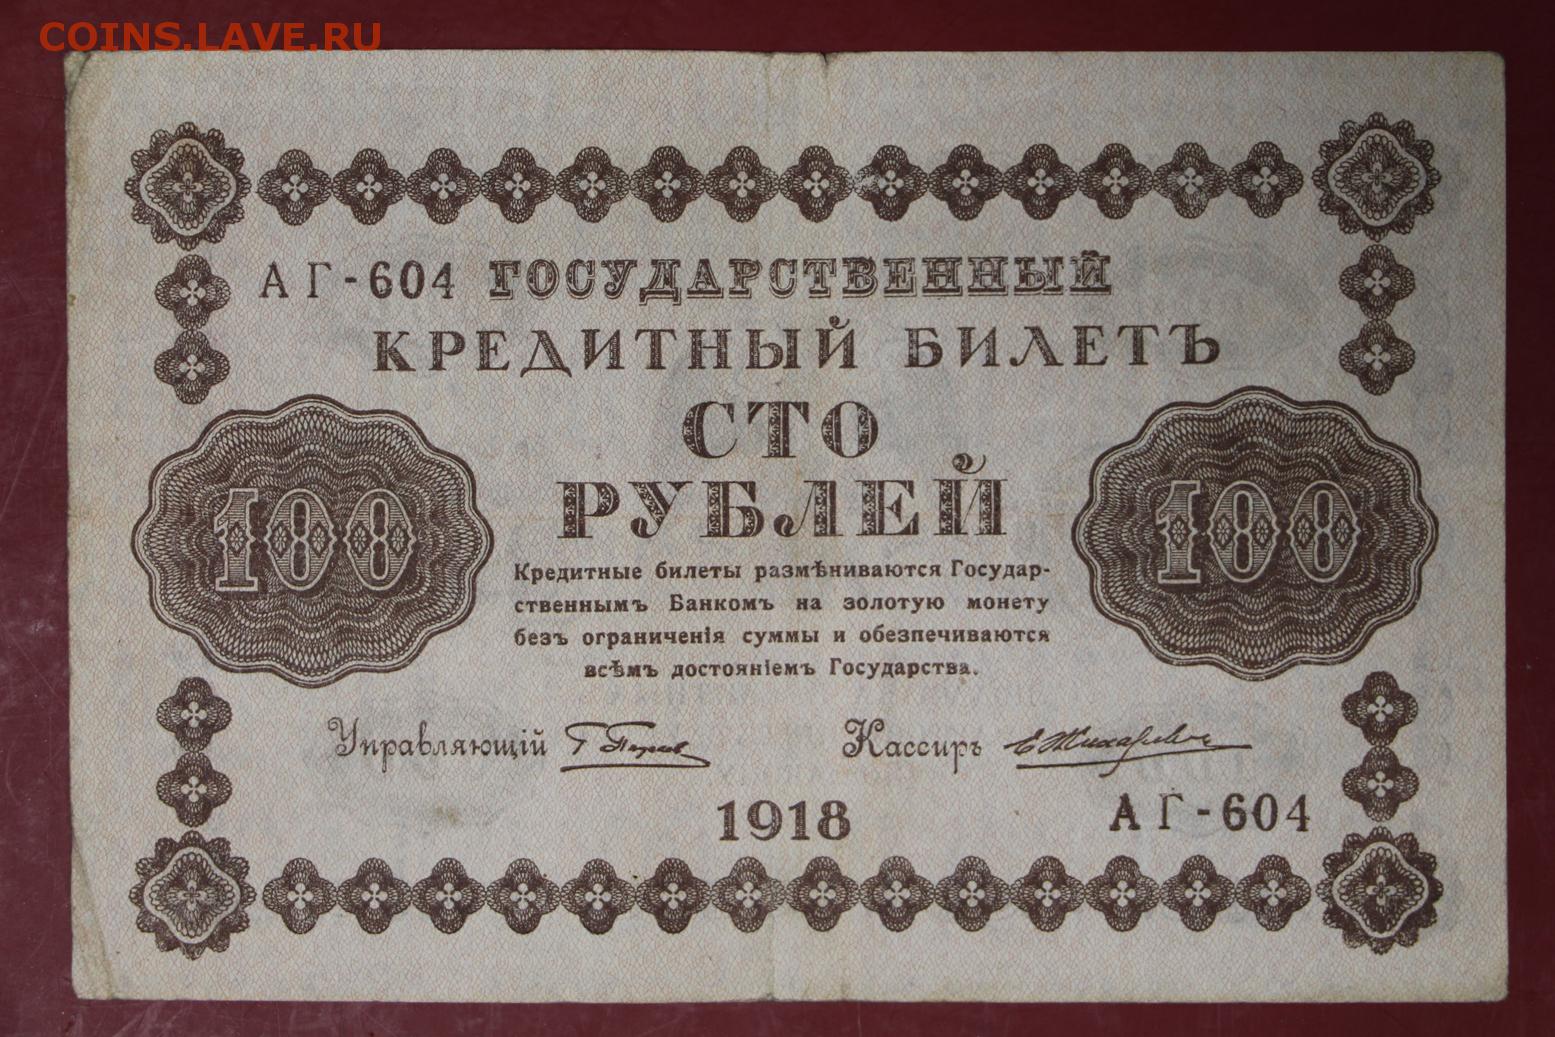 COINS.LAVE.RU
АГ-604 ГОСУДАРСТВЕННЫЙ
КРЕДИТНЫЙ БИЛЕТЪ
СТО
РУБЛЕЙ
100
100
Кредитные билеты размѣниваются Государ-
ственнымъ Банкомъ на золотую монету
безъ ограниченія суммы и обезпечиваются
всѣмъ достояніемъ Государства.
Управляющій
Кассиръ
1918
АГ-604